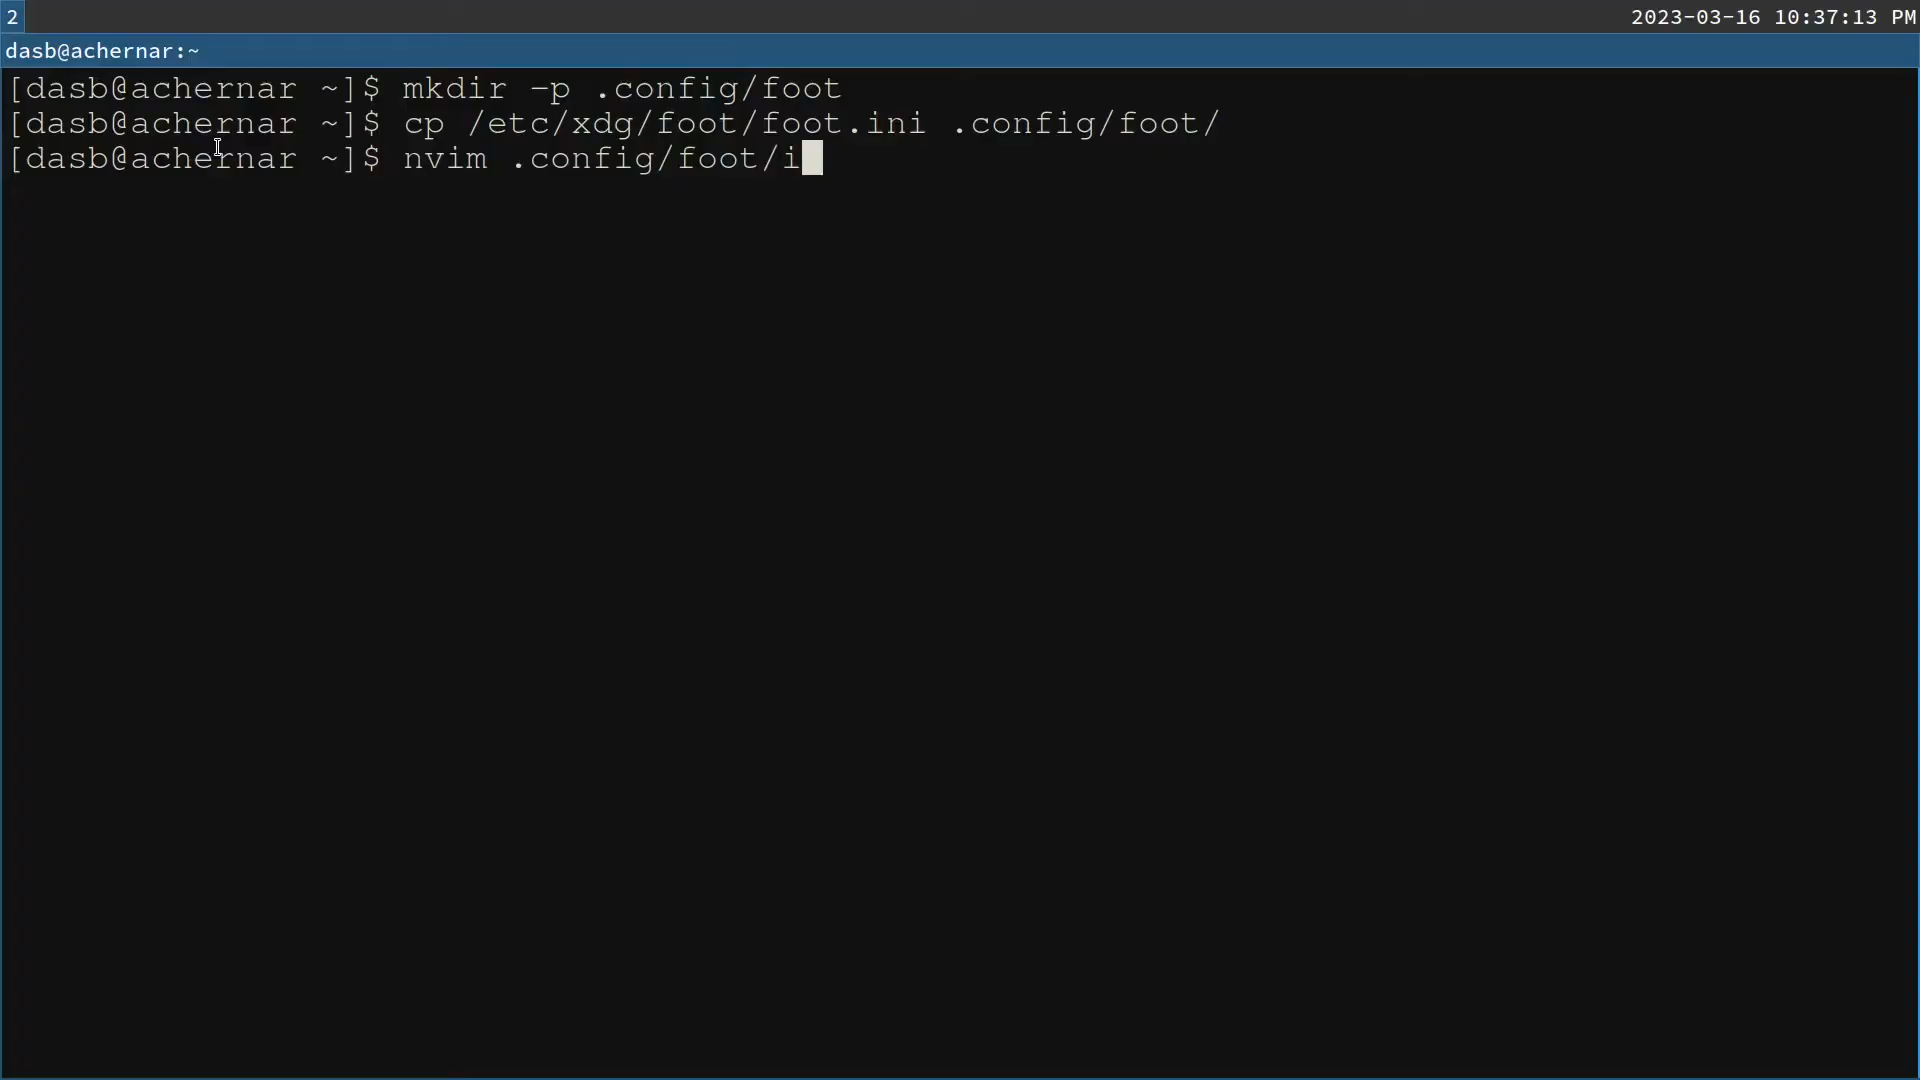 2
2023-03-16 10:37:13 PM
dasb@achernar:~
[dasb@achernar ~]$ mkdir -p .config/foot
[dasb@achernar ~]$ cp /etc/xdg/foot/foot.ini .config/foot/
[dasb@achernar ~]$ nvim .config/foot/i